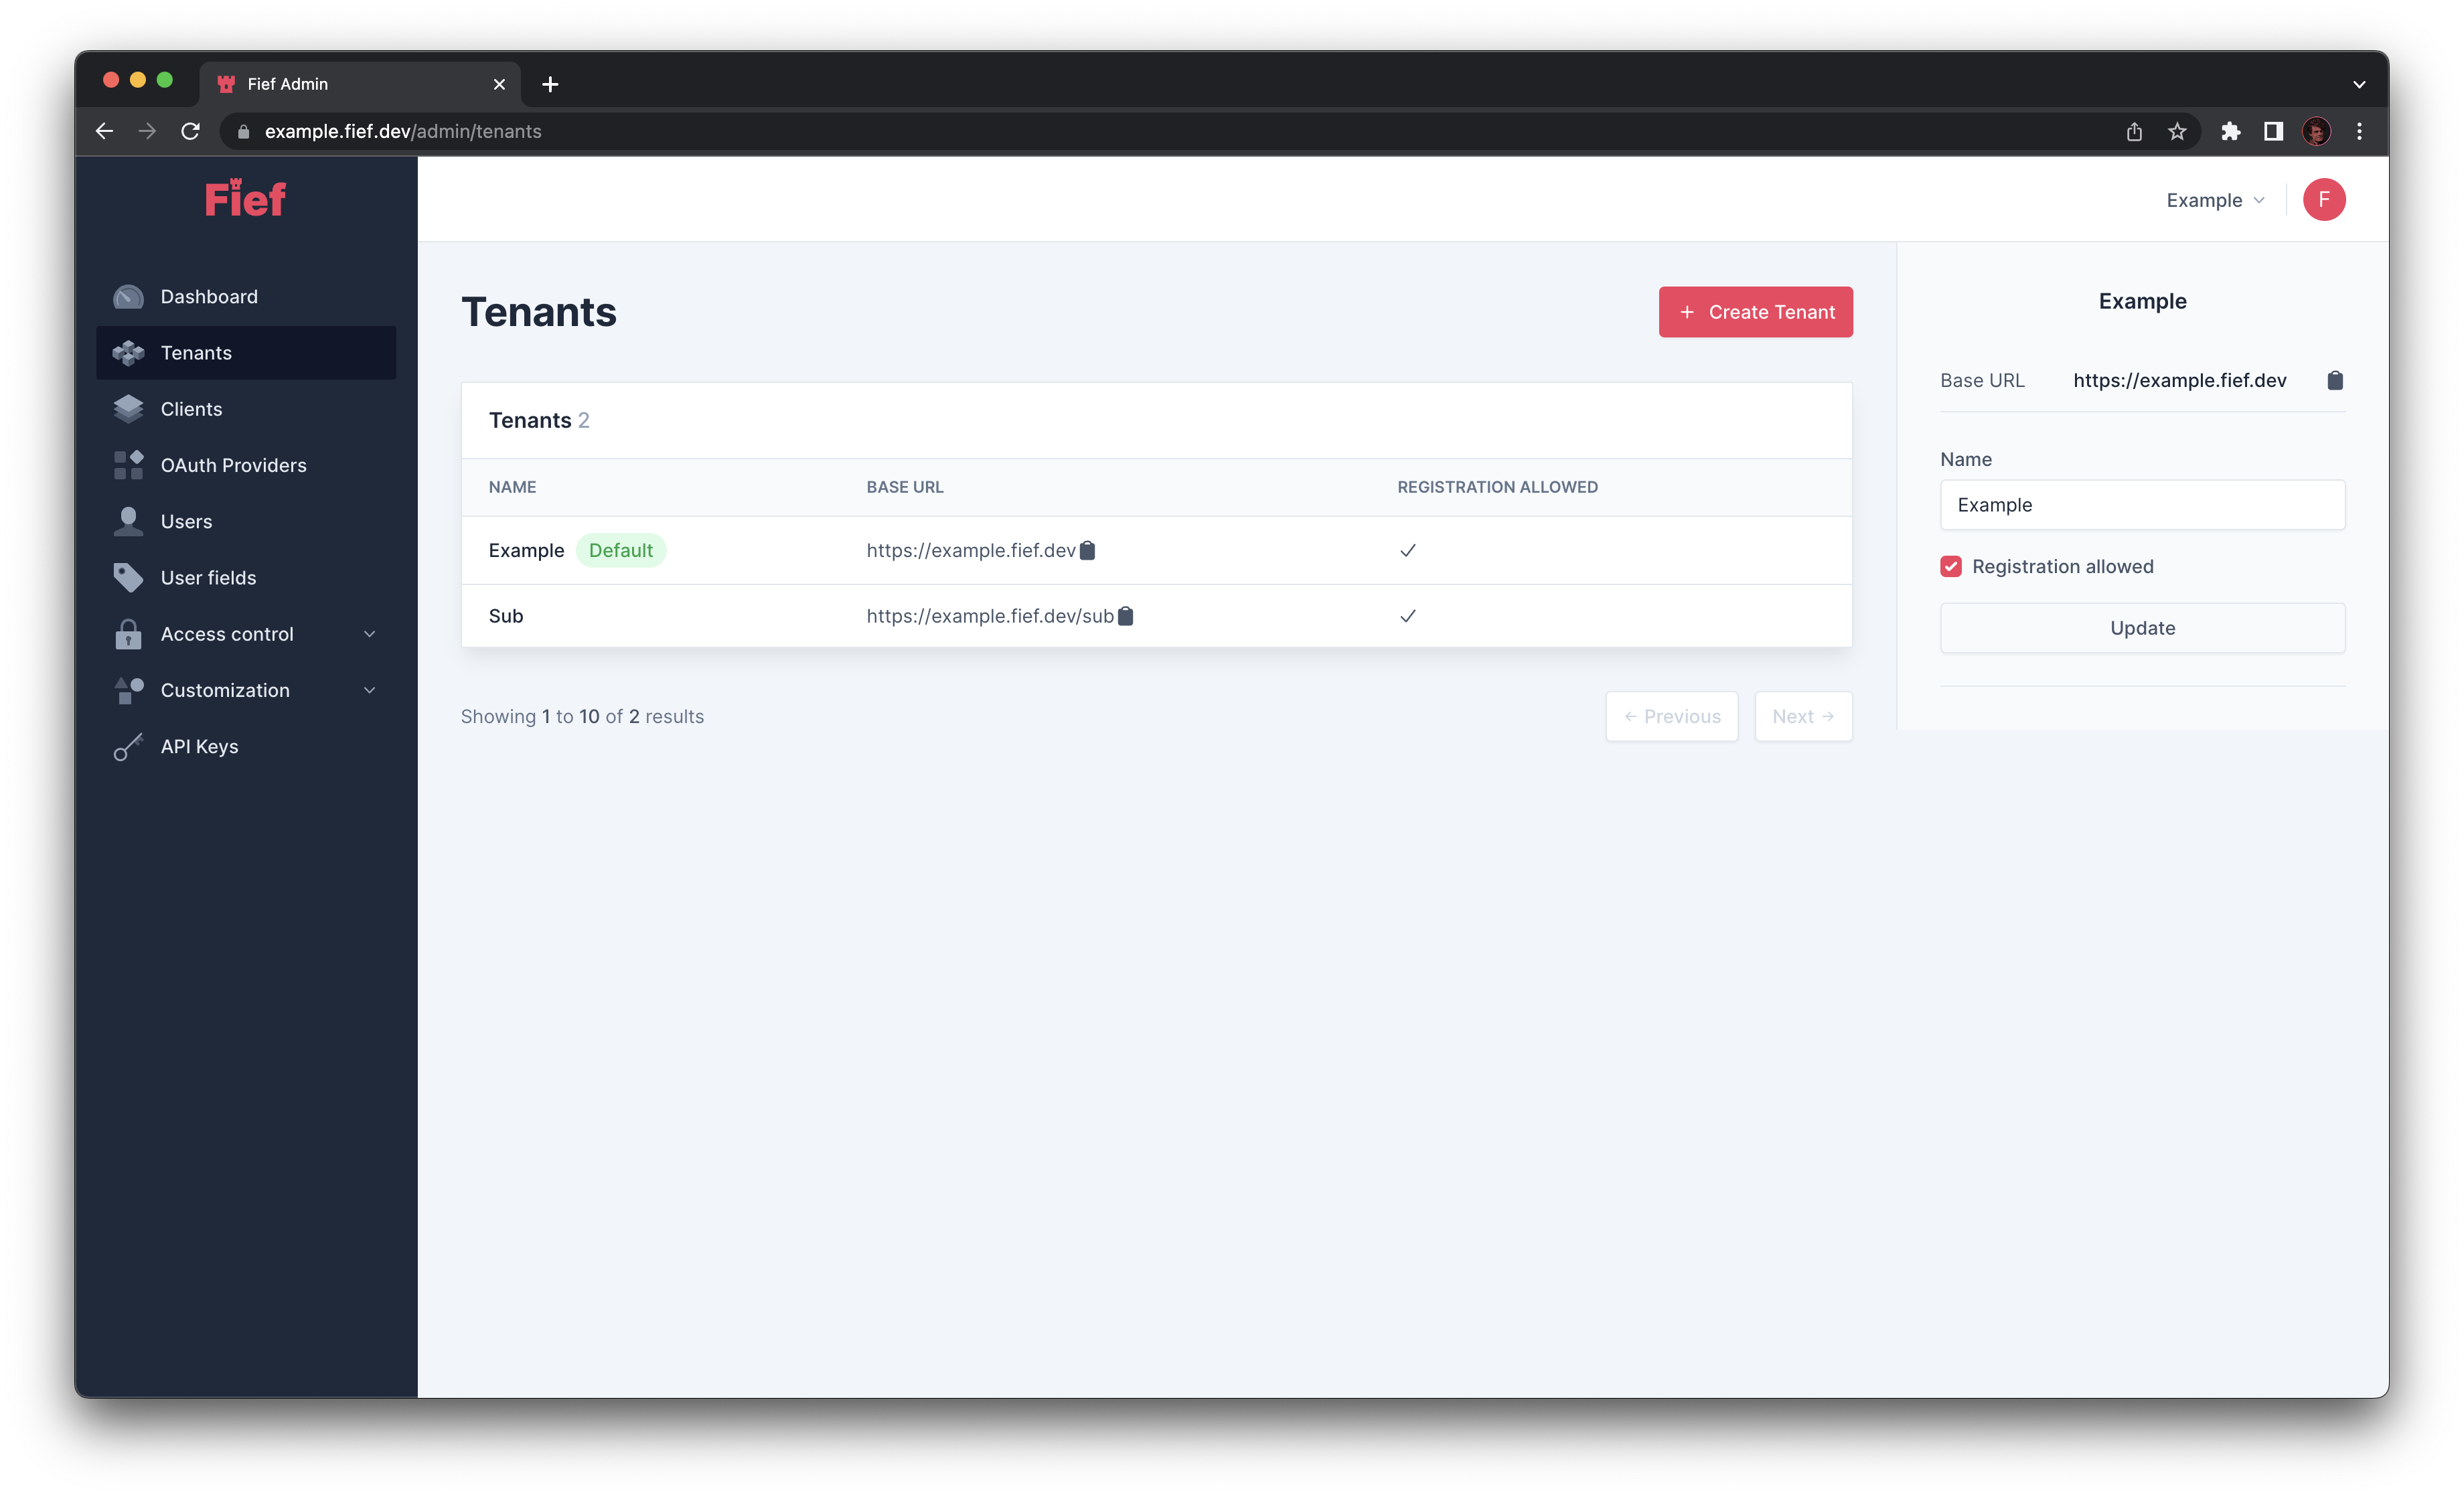 Fief Admin
example.fief.dev/admin/tenants
Fief
Example
F
Dashboard
Tenants
Clients
OAuth Providers
Users
User fields
Access control
Customization
API Keys
Tenants
+ Create Tenant
Tenants 2
NAME BASE URL REGISTRATION ALLOWED
Example Default https://example.fief.dev
Sub https://example.fief.dev/sub
Showing 1 to 10 of 2 results
← Previous Next →
Example
Base URL https://example.fief.dev
Name
Example
Registration allowed
Update